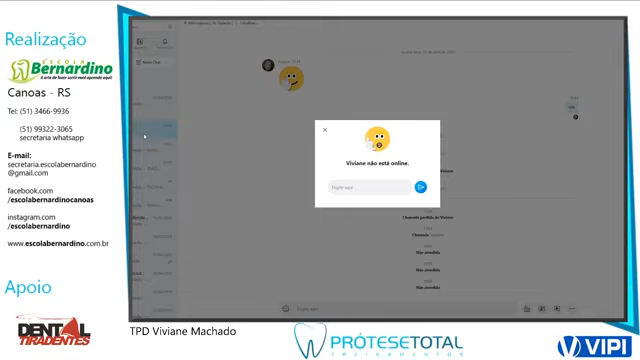 Realização
ESCOLA
Bernardino
A arte de fazer sorrir você aprende aqui!
Canoas - RS
Tel: (51) 3466-9936
(51) 99322-3065
secretaria whatsapp
E-mail:
secretaria.escolabernardino
@gmail.com
facebook.com
/escolabernardinocanoas
instagram.com
/escolabernardino
www.escolabernardino.com.br
Apoio
DENTAL
TIRADENTES
Viviane não está online.
Digite aqui
Chamada perdida de Viviane
Não atendida
Não atendida
Não atendida
Digite aqui
TPD Viviane Machado
PRÓTESETOTAL
TREINAMENTOS
VIPI